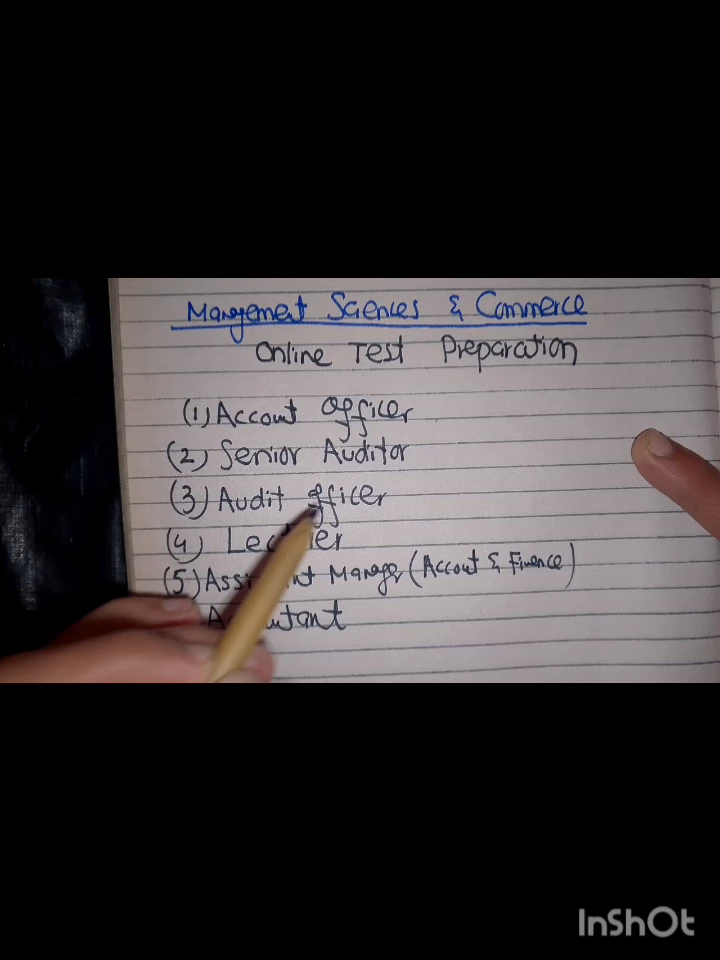 Mangement Sciences & Commerce
Online Test Preparation
(1) Account Officer
(2) Senior Auditor
(3) Audit Officer
(4)
(5) Manager (Account & Finance)
InShOt